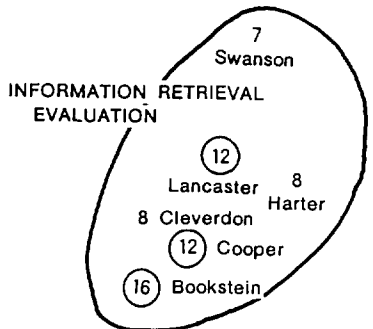 7
Swanson
INFORMATION RETRIEVAL
EVALUATION
12
Lancaster
8
Harter
8 Cleverdon
12 Cooper
16 Bookstein